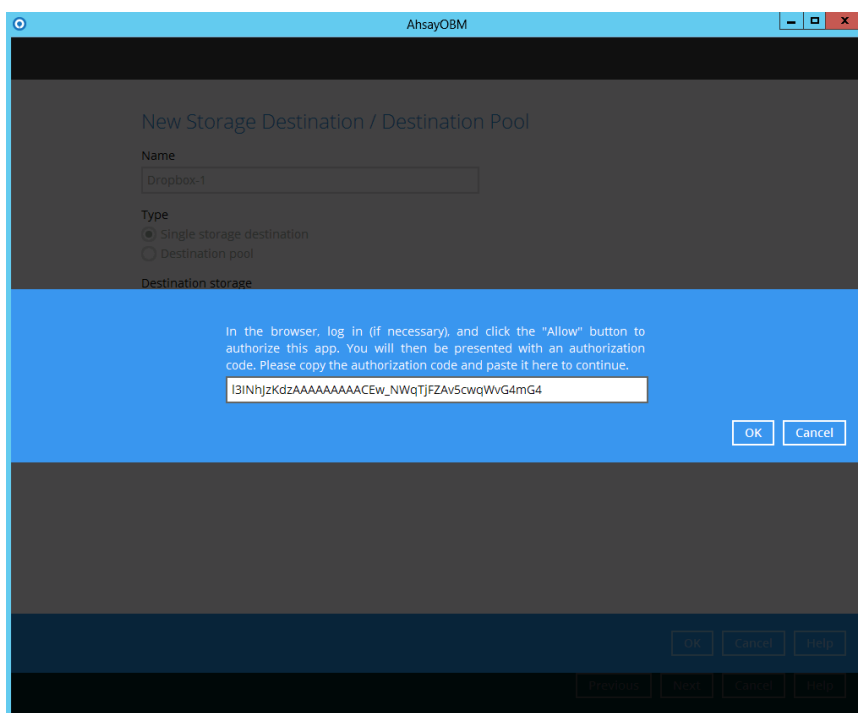 AhsayOBM
New Storage Destination / Destination Pool
Name
Dropbox-1
Type
Single storage destination
Destination pool
Destination storage
In the browser, log in (if necessary), and click the "Allow" button to
authorize this app. You will then be presented with an authorization
code. Please copy the authorization code and paste it here to continue.
l3INhJzKdzAAAAAAAAACEw_NWqTjFZAv5cwqWvG4mG4
OK Cancel
OK Cancel Help
Previous Next Cancel Help